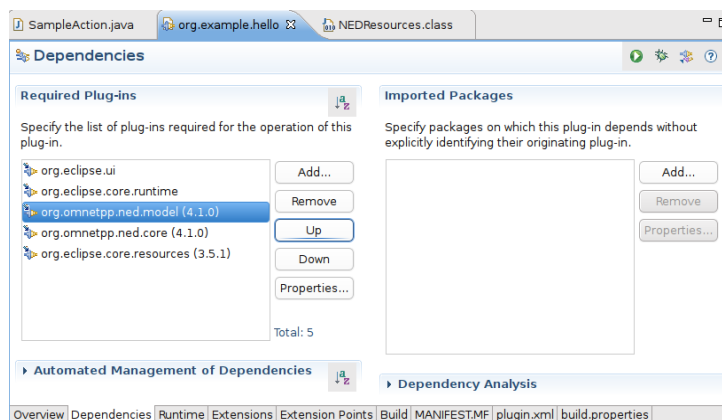 SampleAction.java
org.example.hello
NEDResources.class
Dependencies
Required Plug-ins
Specify the list of plug-ins required for the operation of this
plug-in.
org.eclipse.ui
org.eclipse.core.runtime
org.omnetpp.ned.model (4.1.0)
org.omnetpp.ned.core (4.1.0)
org.eclipse.core.resources (3.5.1)
Add...
Remove
Up
Down
Properties...
Total: 5
Imported Packages
Specify packages on which this plug-in depends without
explicitly identifying their originating plug-in.
Add...
Remove
Properties...
Automated Management of Dependencies
Dependency Analysis
Overview Dependencies Runtime Extensions Extension Points Build MANIFEST.MF plugin.xml build.properties